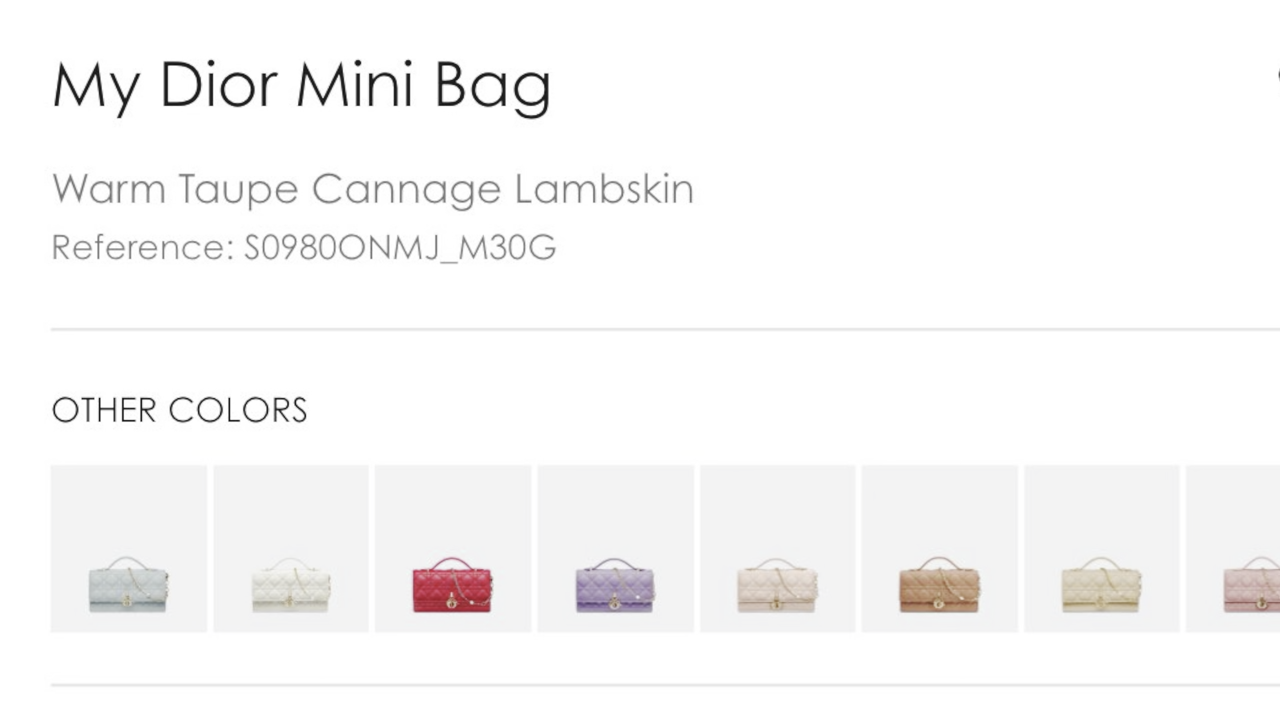 My Dior Mini Bag
Warm Taupe Cannage Lambskin
Reference: S0980ONMJ_M30G
OTHER COLORS